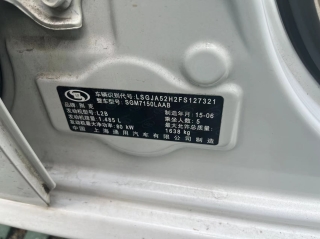 车辆识别代号:LSGJA52H2FS127321
整车型号:SGM7150LAAB
品牌 别克 制造年月 15-06
发动机型号:L2B 乘坐人数 5
发动机排量:1.485 L 最大允许总质量
发动机最大净功率:80 kW 1638 kg
中国 上海通用汽车有限公司制造